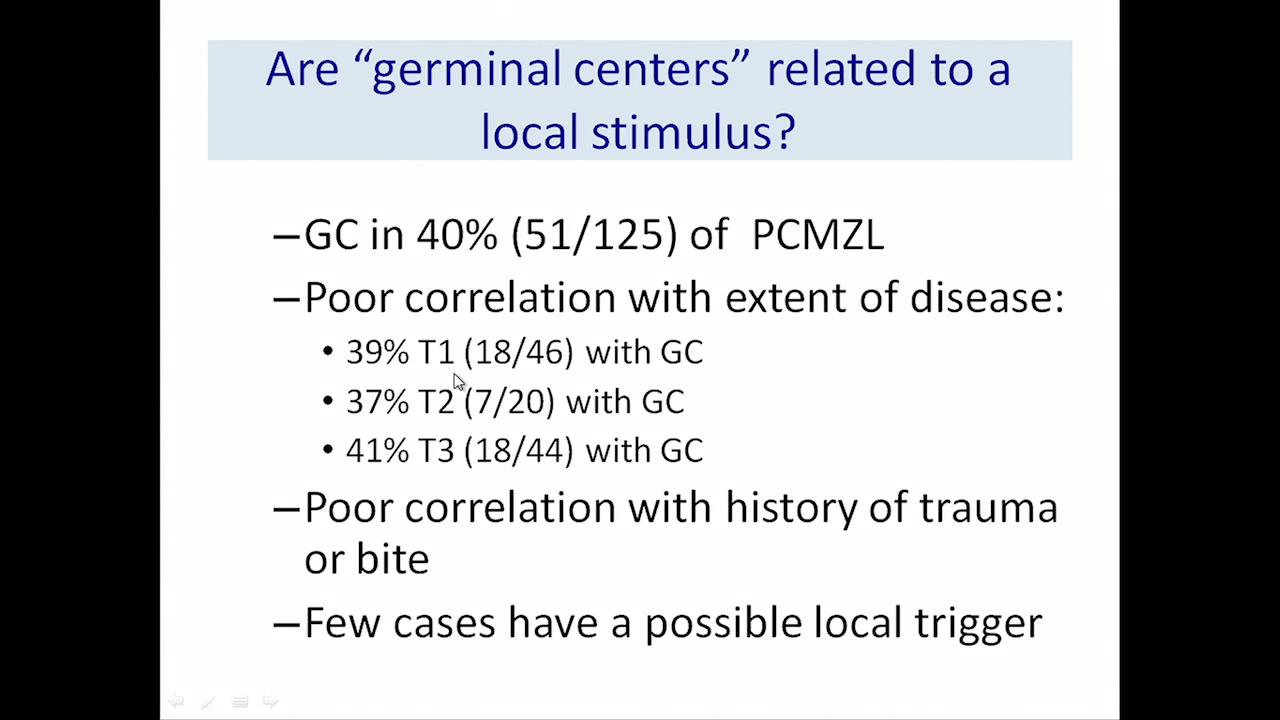 Are “germinal centers” related to a
local stimulus?
–GC in 40% (51/125) of PCMZL
–Poor correlation with extent of disease:
• 39% T1 (18/46) with GC
• 37% T2 (7/20) with GC
• 41% T3 (18/44) with GC
–Poor correlation with history of trauma
or bite
–Few cases have a possible local trigger